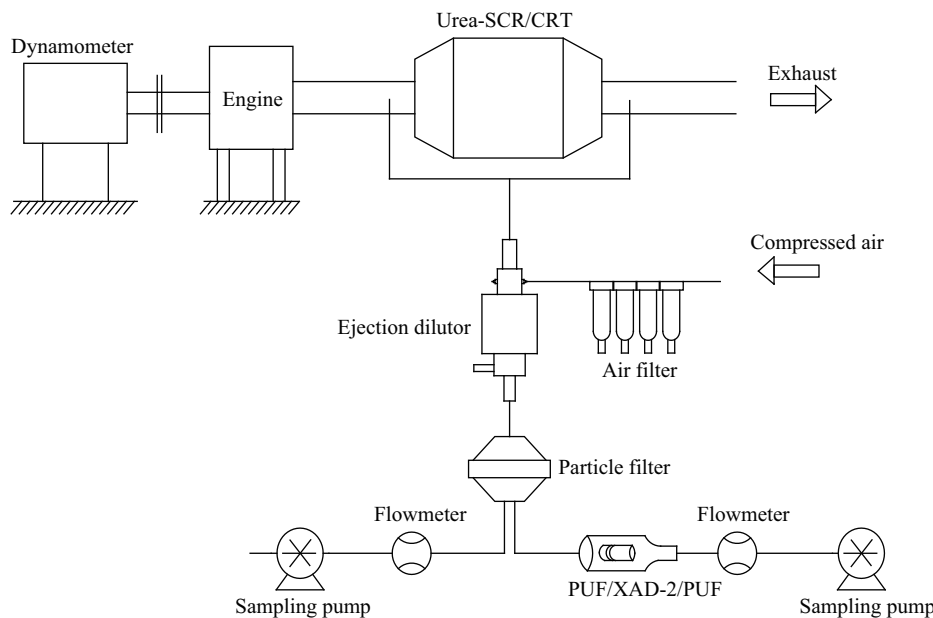 Urea-SCR/CRT
Dynamometer
Engine
Exhaust
Compressed air
Ejection dilutor
Air filter
Particle filter
Flowmeter
Flowmeter
PUF/XAD-2/PUF
Sampling pump
Sampling pump